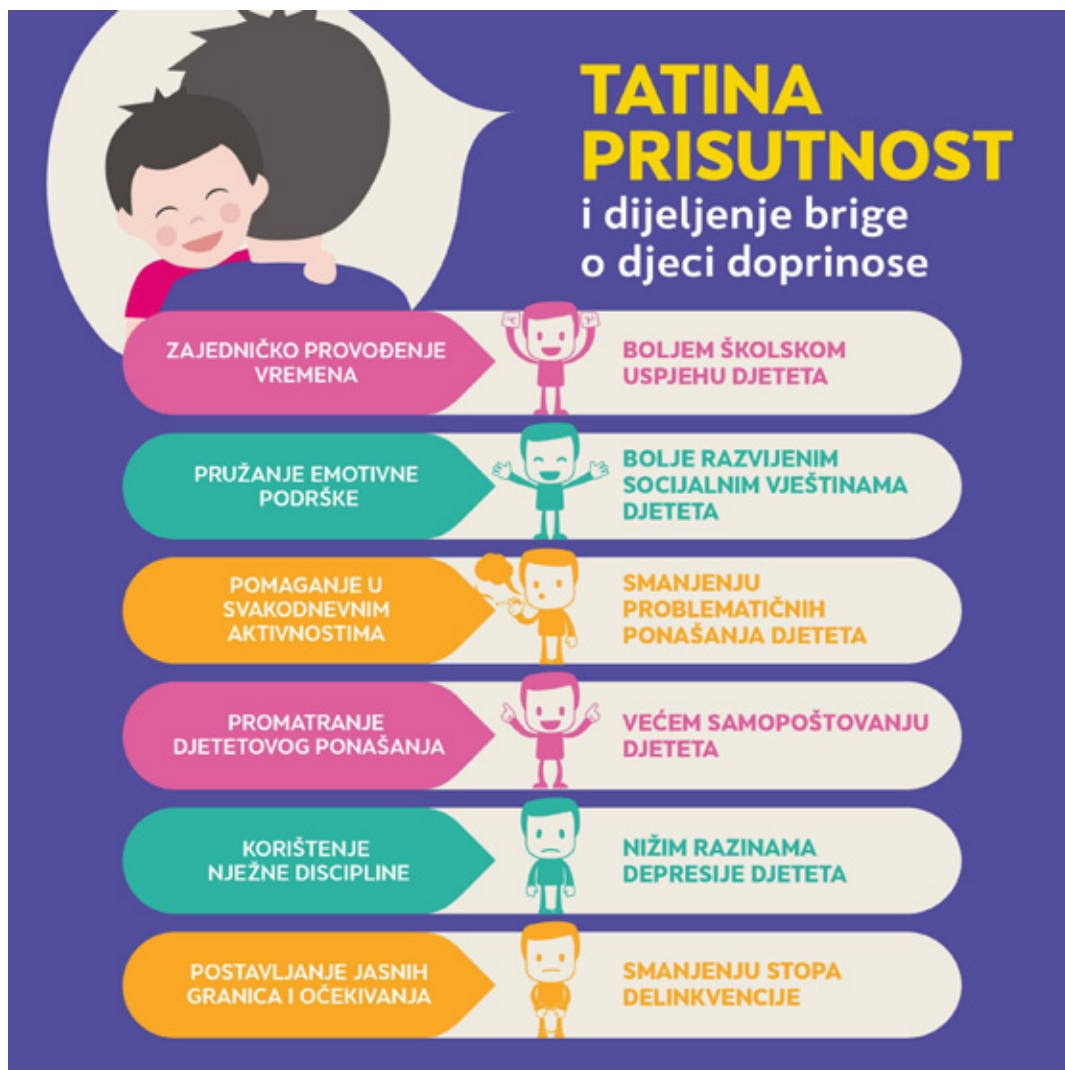 TATINA
PRISUTNOST
i dijeljenje brige
o djeci doprinose
ZAJEDNIČKO PROVOĐENJE
VREMENA
BOLJEM ŠKOLSKOM
USPJEHU DJETETA
PRUŽANJE EMOTIVNE
PODRŠKE
BOLJE RAZVIJENIM
SOCIJALNIM VJEŠTINAMA
DJETETA
POMAGANJE U
SVAKODNEVNIM
AKTIVNOSTIMA
SMANJENJU
PROBLEMATIČNIH
PONAŠANJA DJETETA
PROMATRANJE
DJETETOVOG PONAŠANJA
VEĆEM SAMOPOŠTOVANJU
DJETETA
KORIŠTENJE
NJEŽNE DISCIPLINE
NIŽIM RAZINAMA
DEPRESIJE DJETETA
POSTAVLJANJE JASNIH
GRANICA I OČEKIVANJA
SMANJENJU STOPA
DELINKVENCIJE